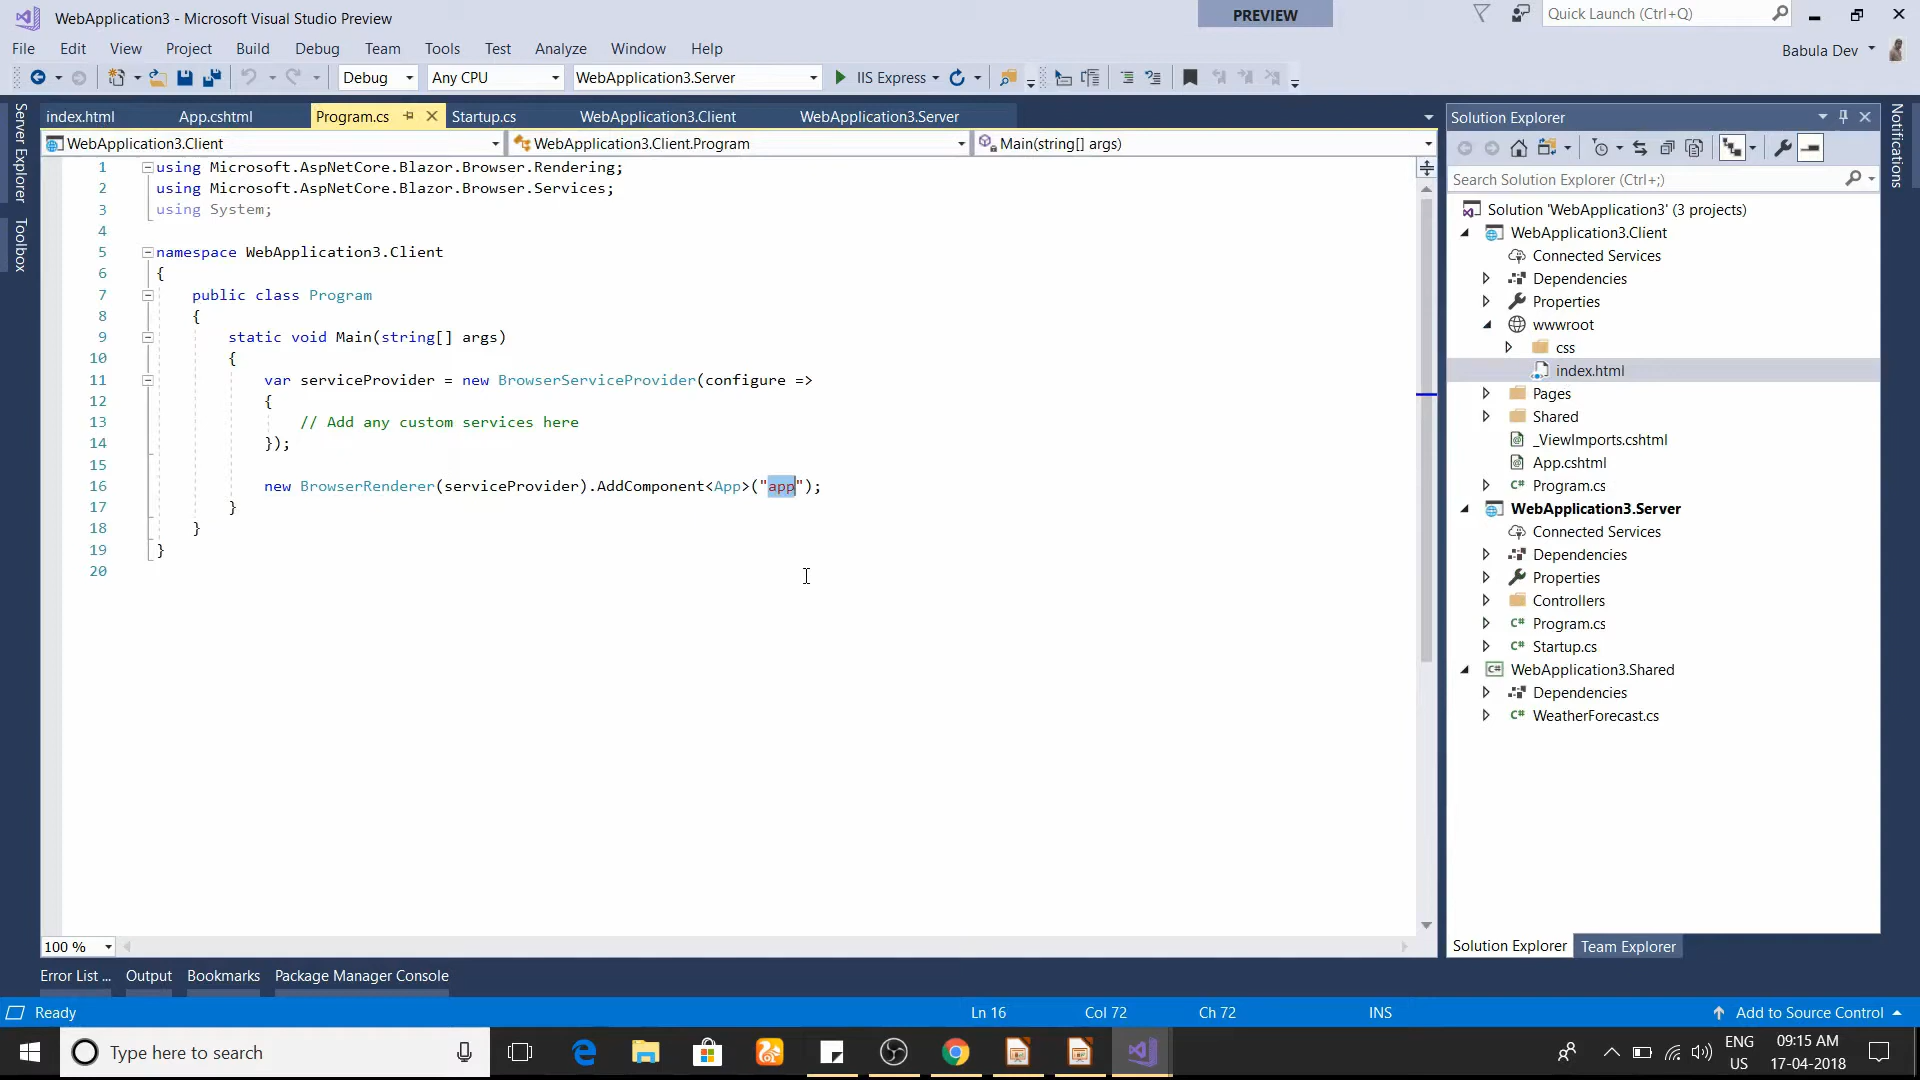 WebApplication3 - Microsoft Visual Studio Preview
PREVIEW
Quick Launch (Ctrl+Q)
File Edit View Project Build Debug Team Tools Test Analyze Window Help
Babula Dev
Debug Any CPU WebApplication3.Server IIS Express
Server Explorer
Toolbox
index.html App.cshtml Program.cs Startup.cs WebApplication3.Client WebApplication3.Server
WebApplication3.Client WebApplication3.Client.Program Main(string[] args)
1 using Microsoft.AspNetCore.Blazor.Browser.Rendering;
2 using Microsoft.AspNetCore.Blazor.Browser.Services;
3 using System;
4
5 namespace WebApplication3.Client
6 {
7 public class Program
8 {
9 static void Main(string[] args)
10 {
11 var serviceProvider = new BrowserServiceProvider(configure =>
12 {
13 // Add any custom services here
14 });
15
16 new BrowserRenderer(serviceProvider).AddComponent<App>("app");
17 }
18 }
19 }
20
100 %
Solution Explorer
Search Solution Explorer (Ctrl+;)
Solution 'WebApplication3' (3 projects)
WebApplication3.Client
Connected Services
Dependencies
Properties
wwwroot
css
index.html
Pages
Shared
_ViewImports.cshtml
App.cshtml
C# Program.cs
WebApplication3.Server
Connected Services
Dependencies
Properties
Controllers
C# Program.cs
C# Startup.cs
C# WebApplication3.Shared
Dependencies
C# WeatherForecast.cs
Solution Explorer Team Explorer
Notifications
Error List ... Output Bookmarks Package Manager Console
Ready Ln 16 Col 72 Ch 72 INS Add to Source Control
Type here to search
ENG
US
09:15 AM
17-04-2018